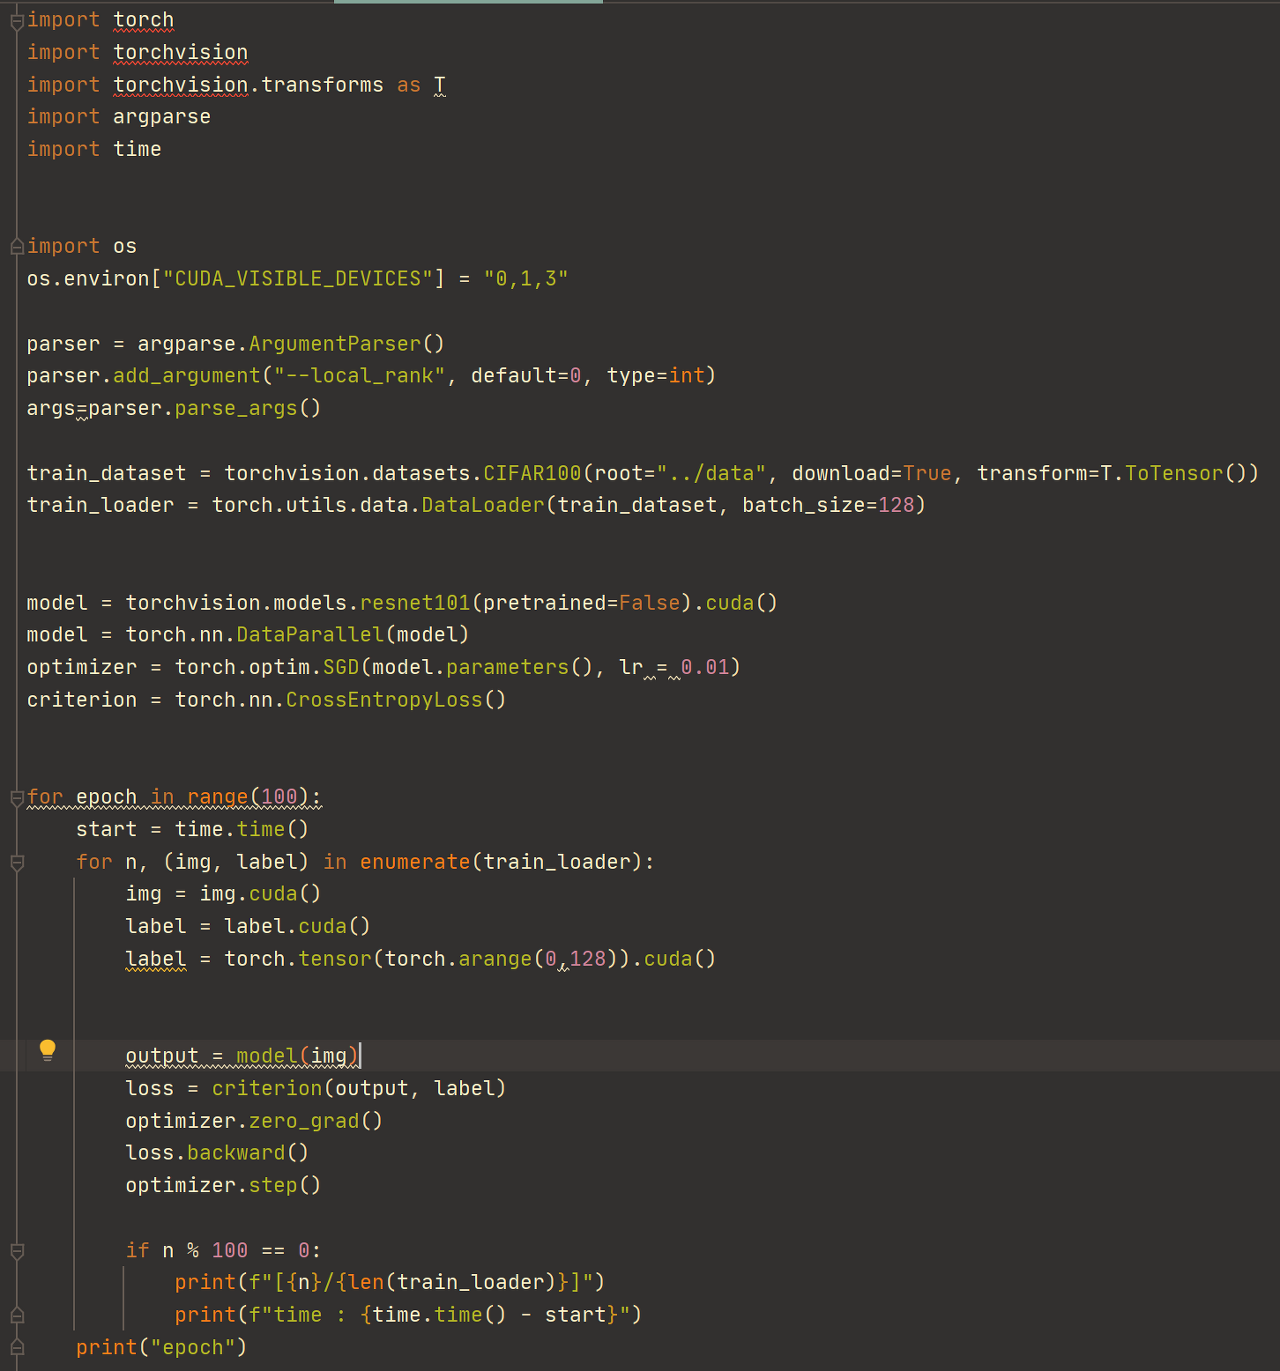 import torch
import torchvision
import torchvision.transforms as T
import argparse
import time
import os
os.environ["CUDA_VISIBLE_DEVICES"] = "0,1,3"
parser = argparse.ArgumentParser()
parser.add_argument("--local_rank", default=0, type=int)
args=parser.parse_args()
train_dataset = torchvision.datasets.CIFAR100(root="../data", download=True, transform=T.ToTensor())
train_loader = torch.utils.data.DataLoader(train_dataset, batch_size=128)
model = torchvision.models.resnet101(pretrained=False).cuda()
model = torch.nn.DataParallel(model)
optimizer = torch.optim.SGD(model.parameters(), lr = 0.01)
criterion = torch.nn.CrossEntropyLoss()
for epoch in range(100):
    start = time.time()
    for n, (img, label) in enumerate(train_loader):
        img = img.cuda()
        label = label.cuda()
        label = torch.tensor(torch.arange(0,128)).cuda()
        output = model(img)
        loss = criterion(output, label)
        optimizer.zero_grad()
        loss.backward()
        optimizer.step()
        if n % 100 == 0:
            print(f"[{n}/{len(train_loader)}]")
            print(f"time : {time.time() - start}")
    print("epoch")